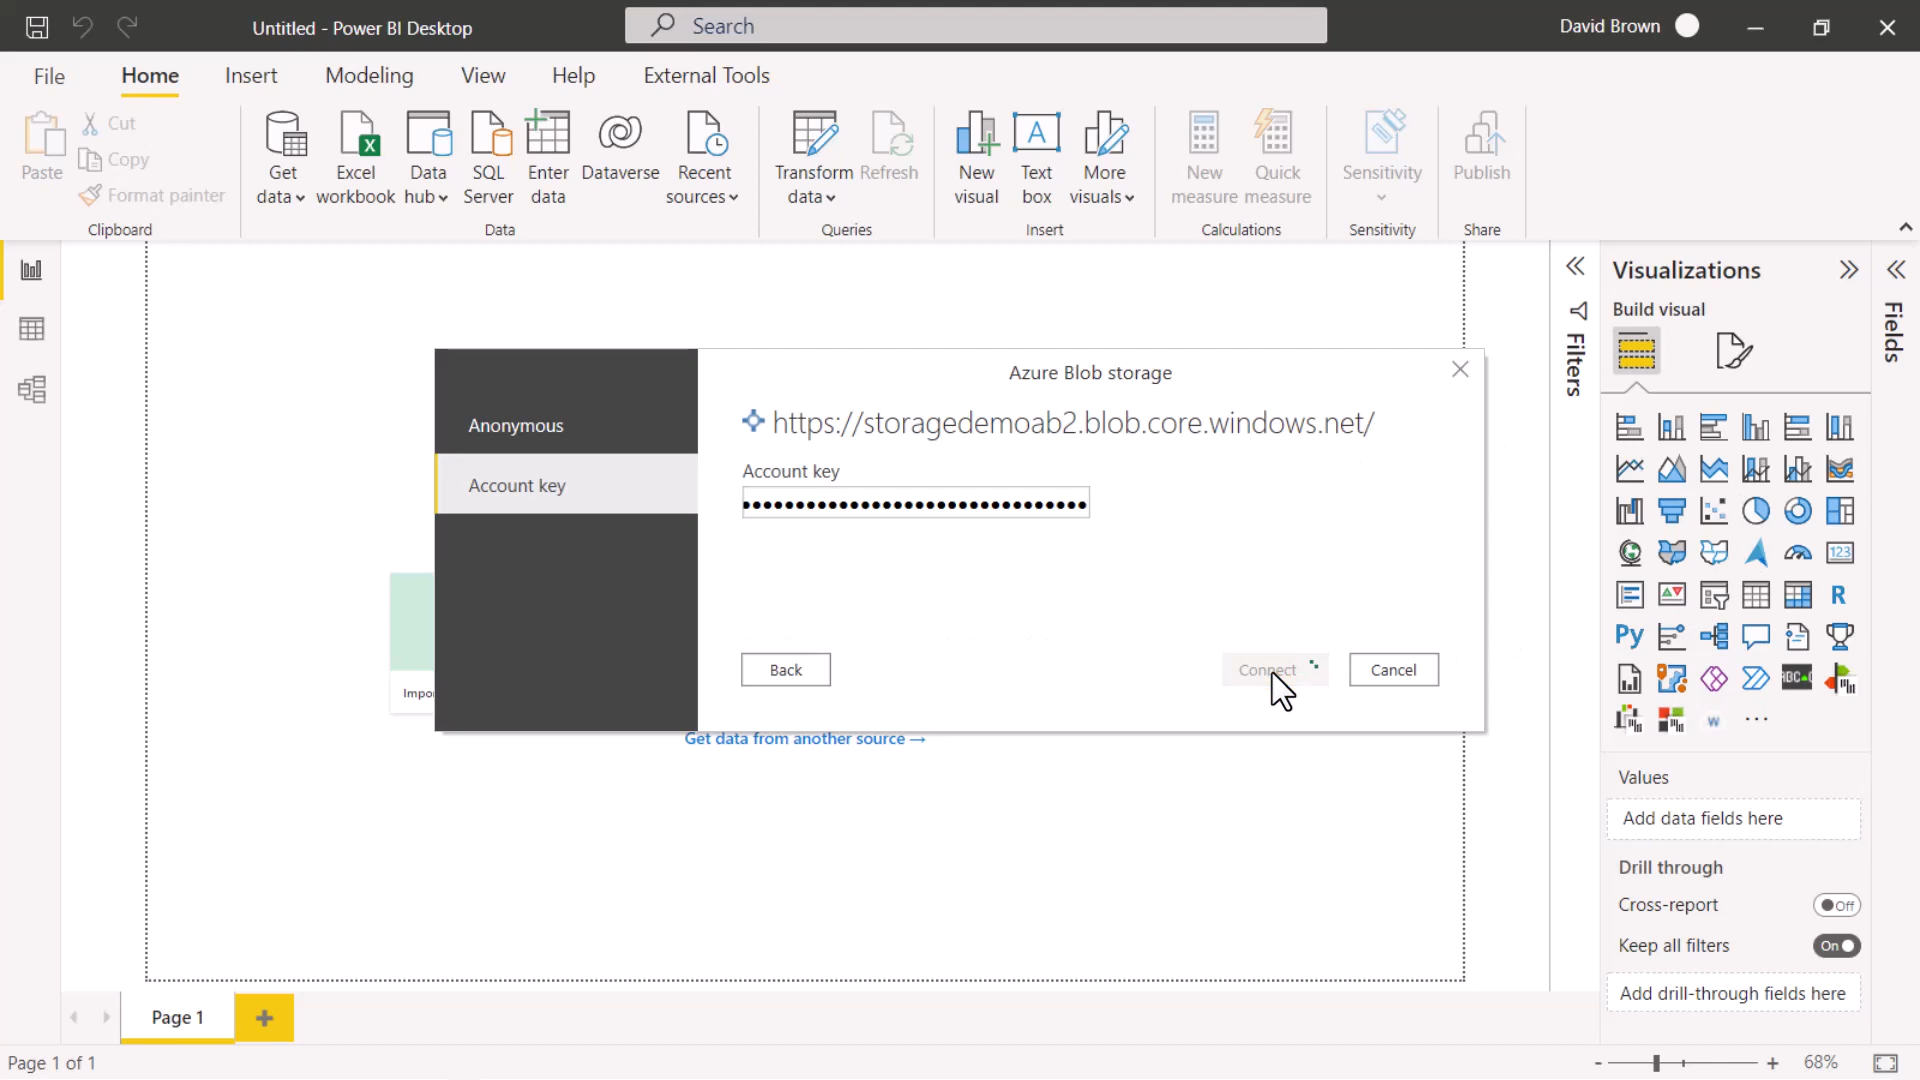 Untitled - Power BI Desktop
Search
David Brown
File
Home
Insert
Modeling
View
Help
External Tools
Paste
Cut
Copy
Format painter
Clipboard
Get data
Excel workbook
Data hub
SQL Server
Enter data
Dataverse
Recent sources
Data
Transform data
Refresh
Queries
New visual
Text box
More visuals
Insert
New measure
Quick measure
Calculations
Sensitivity
Sensitivity
Publish
Share
Anonymous
Account key
Azure Blob storage
https://storagedemoab2.blob.core.windows.net/
Account key
Back
Connect
Cancel
Impor
Get data from another source →
Filters
Visualizations
Build visual
Fields
123
R
Py
Values
Add data fields here
Drill through
Cross-report
Off
Keep all filters
On
Add drill-through fields here
Page 1
Page 1 of 1
68%